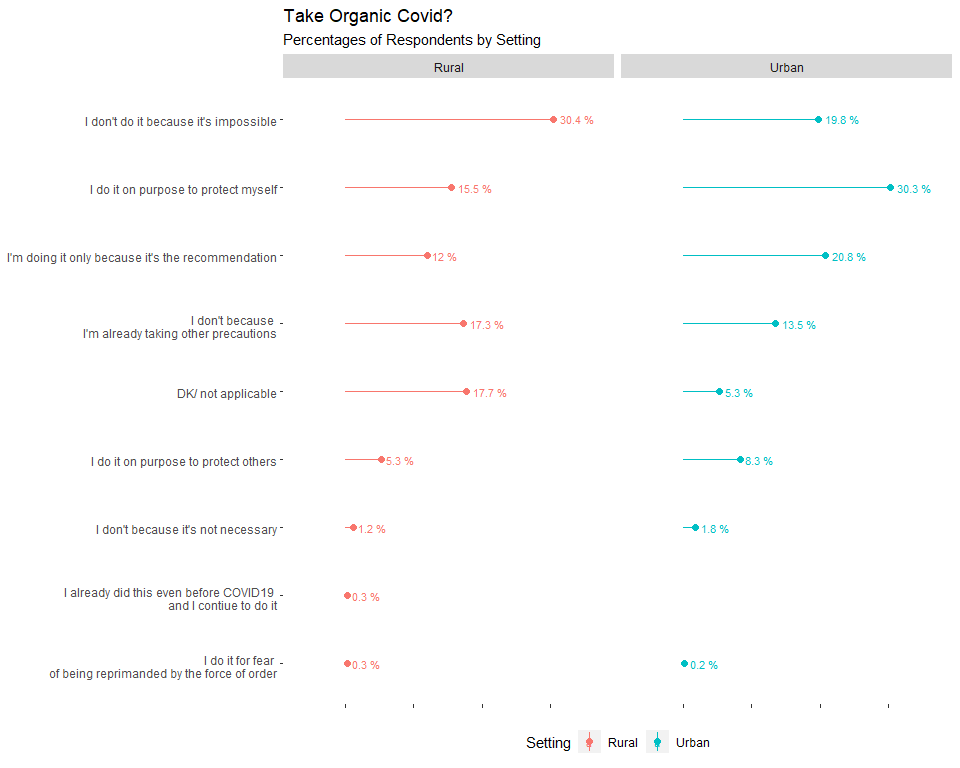 Take Organic Covid?
Percentages of Respondents by Setting
Rural
Urban
I don't do it because it's impossible
30.4 %
19.8 %
I do it on purpose to protect myself
15.5 %
30.3 %
I'm doing it only because it's the recommendation
12 %
20.8 %
I don't because
I'm already taking other precautions
17.3 %
13.5 %
DK/ not applicable
17.7 %
5.3 %
I do it on purpose to protect others
5.3 %
8.3 %
I don't because it's not necessary
1.2 %
1.8 %
I already did this even before COVID19
and I contiue to do it
0.3 %
I do it for fear
of being reprimanded by the force of order
0.3 %
0.2 %
Setting
Rural
Urban